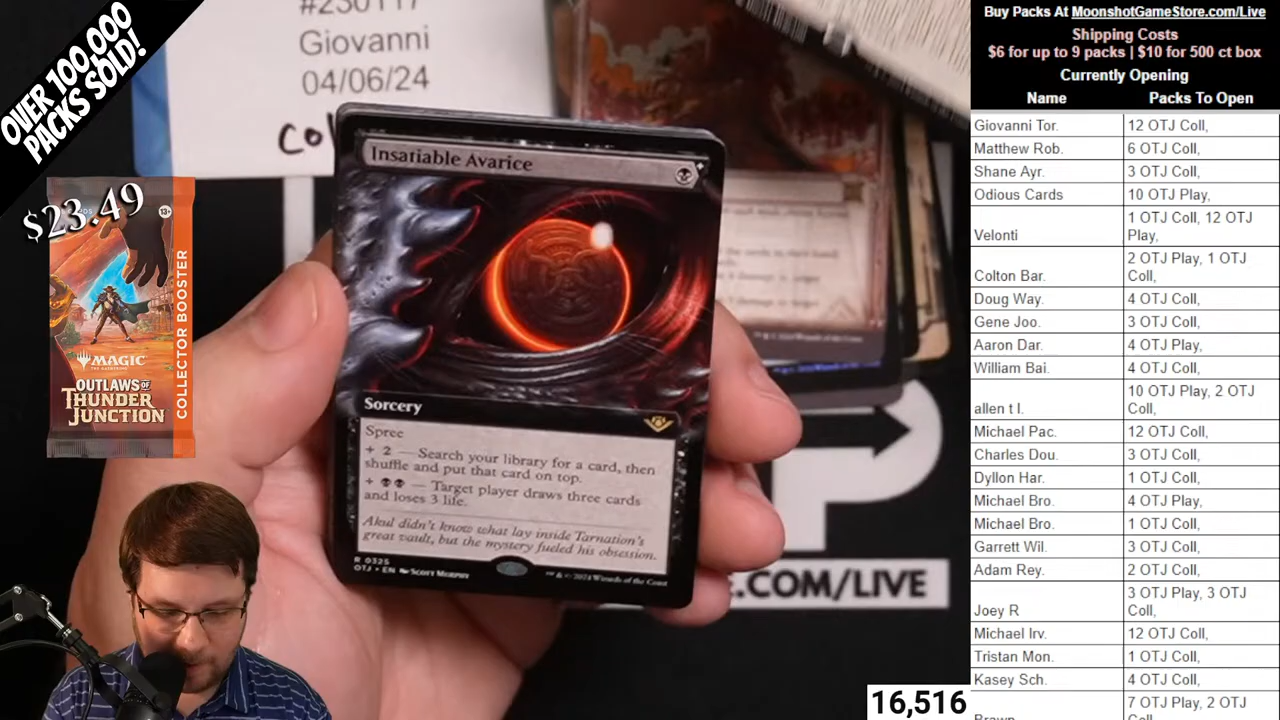 OVER 100,000
PACKS SOLD!
#230117
Giovanni
04/06/24
$23.49
13+
MAGIC
THE GATHERING
OUTLAWS OF
THUNDER
JUNCTION
COLLECTOR BOOSTER
Insatiable Avarice
Sorcery
Spree
+ 2 — Search your library for a card, then
shuffle and put that card on top.
+ — Target player draws three cards
and loses 3 life.
Akul didn't know what lay inside Tarnation's
great vault, but the mystery fueled his obsession.
R 0325
OTJ • EN Scott Murphy
™ & © 2024 Wizards of the Coast
.COM/LIVE
16,516
Buy Packs At MoonshotGameStore.com/Live
Shipping Costs
$6 for up to 9 packs | $10 for 500 ct box
Currently Opening
Name Packs To Open
Giovanni Tor. 12 OTJ Coll,
Matthew Rob. 6 OTJ Coll,
Shane Ayr. 3 OTJ Coll,
Odious Cards 10 OTJ Play,
Velonti 1 OTJ Coll, 12 OTJ
Play,
Colton Bar. 2 OTJ Play, 1 OTJ
Coll,
Doug Way. 4 OTJ Coll,
Gene Joo. 3 OTJ Coll,
Aaron Dar. 4 OTJ Play,
William Bai. 4 OTJ Coll,
allen t l. 10 OTJ Play, 2 OTJ
Coll,
Michael Pac. 12 OTJ Coll,
Charles Dou. 3 OTJ Coll,
Dyllon Har. 1 OTJ Coll,
Michael Bro. 4 OTJ Play,
Michael Bro. 1 OTJ Coll,
Garrett Wil. 3 OTJ Coll,
Adam Rey. 2 OTJ Coll,
Joey R 3 OTJ Play, 3 OTJ
Coll,
Michael Irv. 12 OTJ Coll,
Tristan Mon. 1 OTJ Coll,
Kasey Sch. 4 OTJ Coll,
7 OTJ Play, 2 OTJ